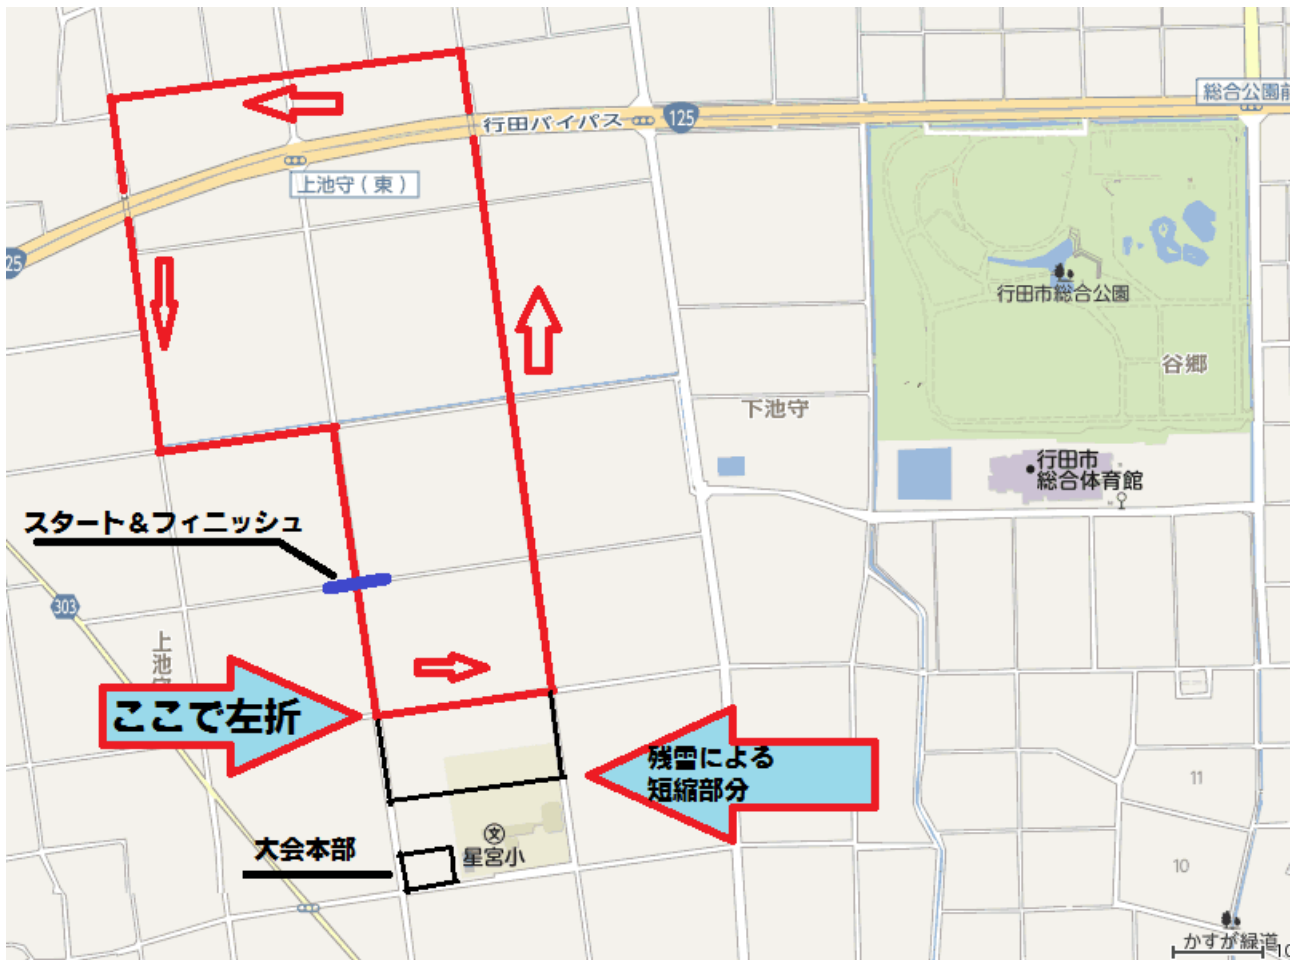 総合公園前
行田バイパス
125
上池守(東)
25
行田市総合公園
谷郷
下池守
行田市
総合体育館
スタート&フィニッシュ
303
上池守
ここで左折
残雪による
短縮部分
11
文
大会本部
星宮小
10
かすが緑道